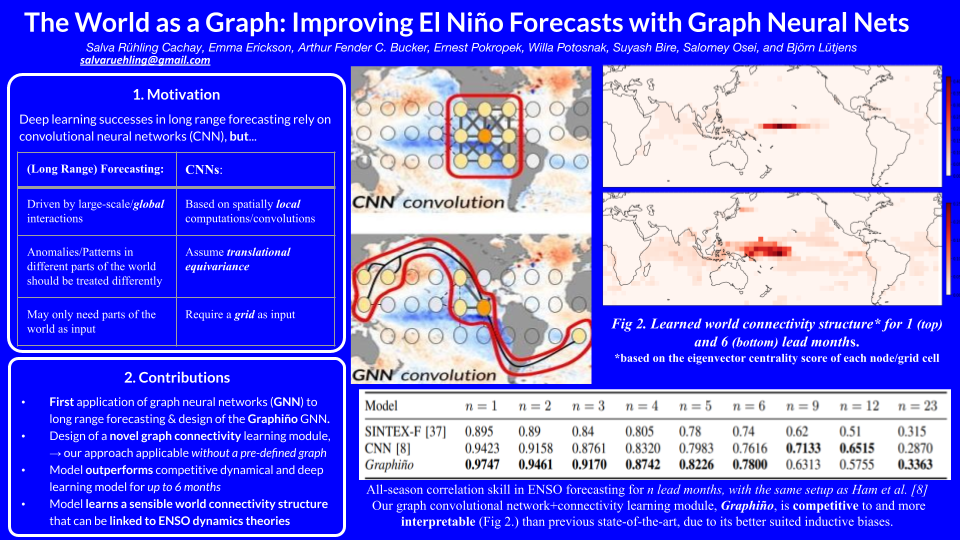 The World as a Graph: Improving El Niño Forecasts with Graph Neural Nets
Salva Rühling Cachay, Emma Erickson, Arthur Fender C. Bucker, Ernest Pokropek, Willa Potosnak, Suyash Bire, Salomey Osei, and Björn Lütjens
salvaruehling@gmail.com
1. Motivation
Deep learning successes in long range forecasting rely on
convolutional neural networks (CNN), but...
(Long Range) Forecasting:
CNNs:
Driven by large-scale/global
interactions
Based on spatially local
computations/convolutions
Anomalies/Patterns in
different parts of the world
should be treated differently
Assume translational
equivariance
May only need parts of the
world as input
Require a grid as input
2. Contributions
• First application of graph neural networks (GNN) to
long range forecasting & design of the Graphiño GNN.
• Design of a novel graph connectivity learning module,
→ our approach applicable without a pre-defined graph
• Model outperforms competitive dynamical and deep
learning model for up to 6 months
• Model learns a sensible world connectivity structure
that can be linked to ENSO dynamics theories
CNN convolution
GNN convolution
Fig 2. Learned world connectivity structure* for 1 (top)
and 6 (bottom) lead months.
*based on the eigenvector centrality score of each node/grid cell
Model n = 1 n = 2 n = 3 n = 4 n = 5 n = 6 n = 9 n = 12 n = 23
SINTEX-F [37] 0.895 0.89 0.84 0.805 0.78 0.74 0.62 0.51 0.315
CNN [8] 0.9423 0.9158 0.8761 0.8320 0.7983 0.7616 0.7133 0.6515 0.2870
Graphiño 0.9747 0.9461 0.9170 0.8742 0.8226 0.7800 0.6313 0.5755 0.3363
All-season correlation skill in ENSO forecasting for n lead months, with the same setup as Ham et al. [8]
Our graph convolutional network+connectivity learning module, Graphiño, is competitive to and more
interpretable (Fig 2.) than previous state-of-the-art, due to its better suited inductive biases.